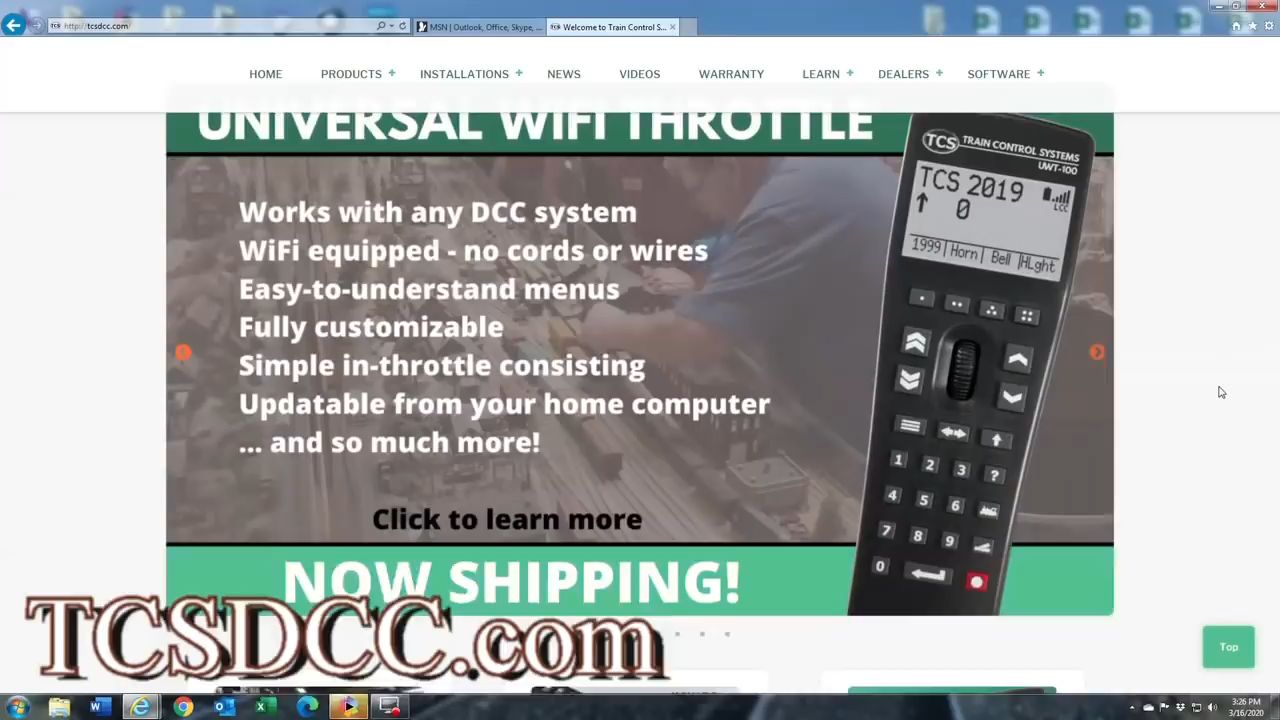 http://tcsdcc.com/
MSN | Outlook, Office, Skype, ...
Welcome to Train Control S...
HOME
PRODUCTS +
INSTALLATIONS +
NEWS
VIDEOS
WARRANTY
LEARN +
DEALERS +
SOFTWARE +
UNIVERSAL WIFI THROTTLE
Works with any DCC system
WiFi equipped - no cords or wires
Easy-to-understand menus
Fully customizable
Simple in-throttle consisting
Updatable from your home computer
... and so much more!
Click to learn more
NOW SHIPPING!
TCS TRAIN CONTROL SYSTEMS
UWT-100
TCS 2019
LCC
0
1999 | Horn | Bell | HLght
1 2 3 ?
4 5 6
7 8 9
0
TCSDCC.com
Top
3:26 PM
3/16/2020